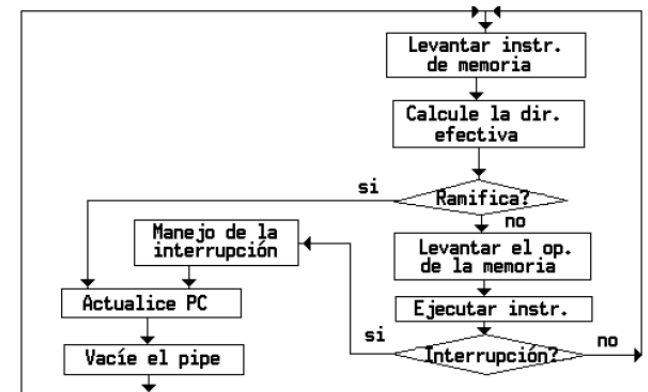 Levantar instr.
de memoria
Calcule la dir.
efectiva
si
Ramifica?
no
Manejo de la
interrupción
Levantar el op.
de la memoria
Actualice PC
Ejecutar instr.
si
Interrupción?
no
Vacíe el pipe